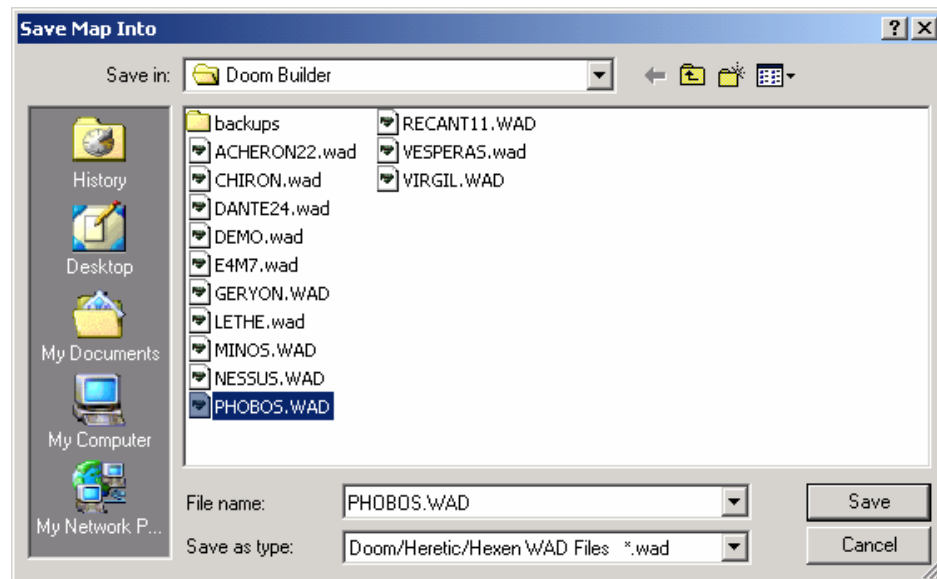 Save Map Into
Save in: Doom Builder
History
Desktop
My Documents
My Computer
My Network P...
backups
ACHERON22.wad
CHIRON.wad
DANTE24.wad
DEMO.wad
E4M7.wad
GERYON.WAD
LETHE.wad
MINOS.WAD
NESSUS.WAD
PHOBOS.WAD
RECANT11.WAD
VESPERAS.wad
VIRGIL.WAD
File name: PHOBOS.WAD Save
Save as type: Doom/Heretic/Hexen WAD Files *.wad Cancel